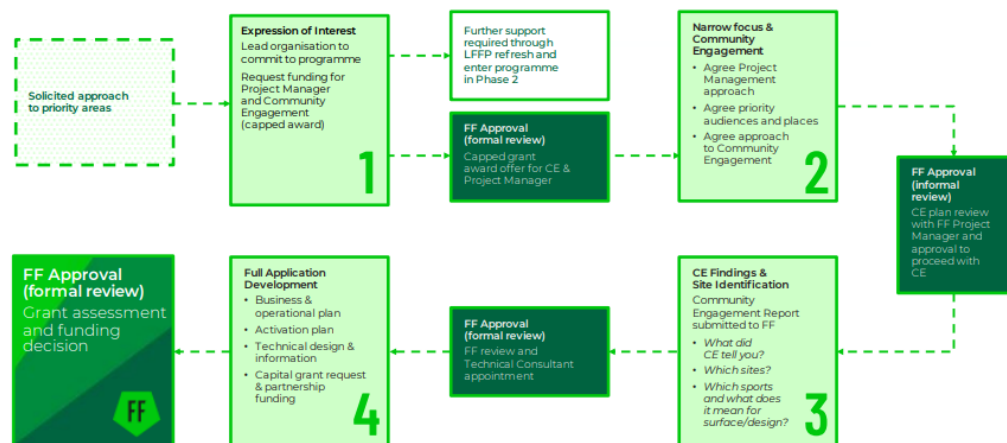 Solicited approach
to priority areas
Expression of Interest
Lead organisation to
commit to programme
Request funding for
Project Manager
and Community
Engagement
(capped award)
1
Further support
required through
LFFP refresh and
enter programme
in Phase 2
FF Approval
(formal review)
Capped grant
award offer for CE &
Project Manager
Narrow focus &
Community
Engagement
• Agree Project
Management
approach
• Agree priority
audiences and places
• Agree approach
to Community
Engagement
2
FF Approval
(informal
review)
CE plan review
with FF Project
Manager and
approval to
proceed with
CE
CE Findings &
Site Identification
Community
Engagement Report
submitted to FF
• What did
CE tell you?
• Which sites?
• Which sports
and what does
it mean for
surface/design?
3
FF Approval
(formal review)
FF review and
Technical Consultant
appointment
Full Application
Development
• Business &
operational plan
• Activation plan
• Technical design &
information
• Capital grant request
& partnership
funding
4
FF Approval
(formal review)
Grant assessment
and funding
decision
FF